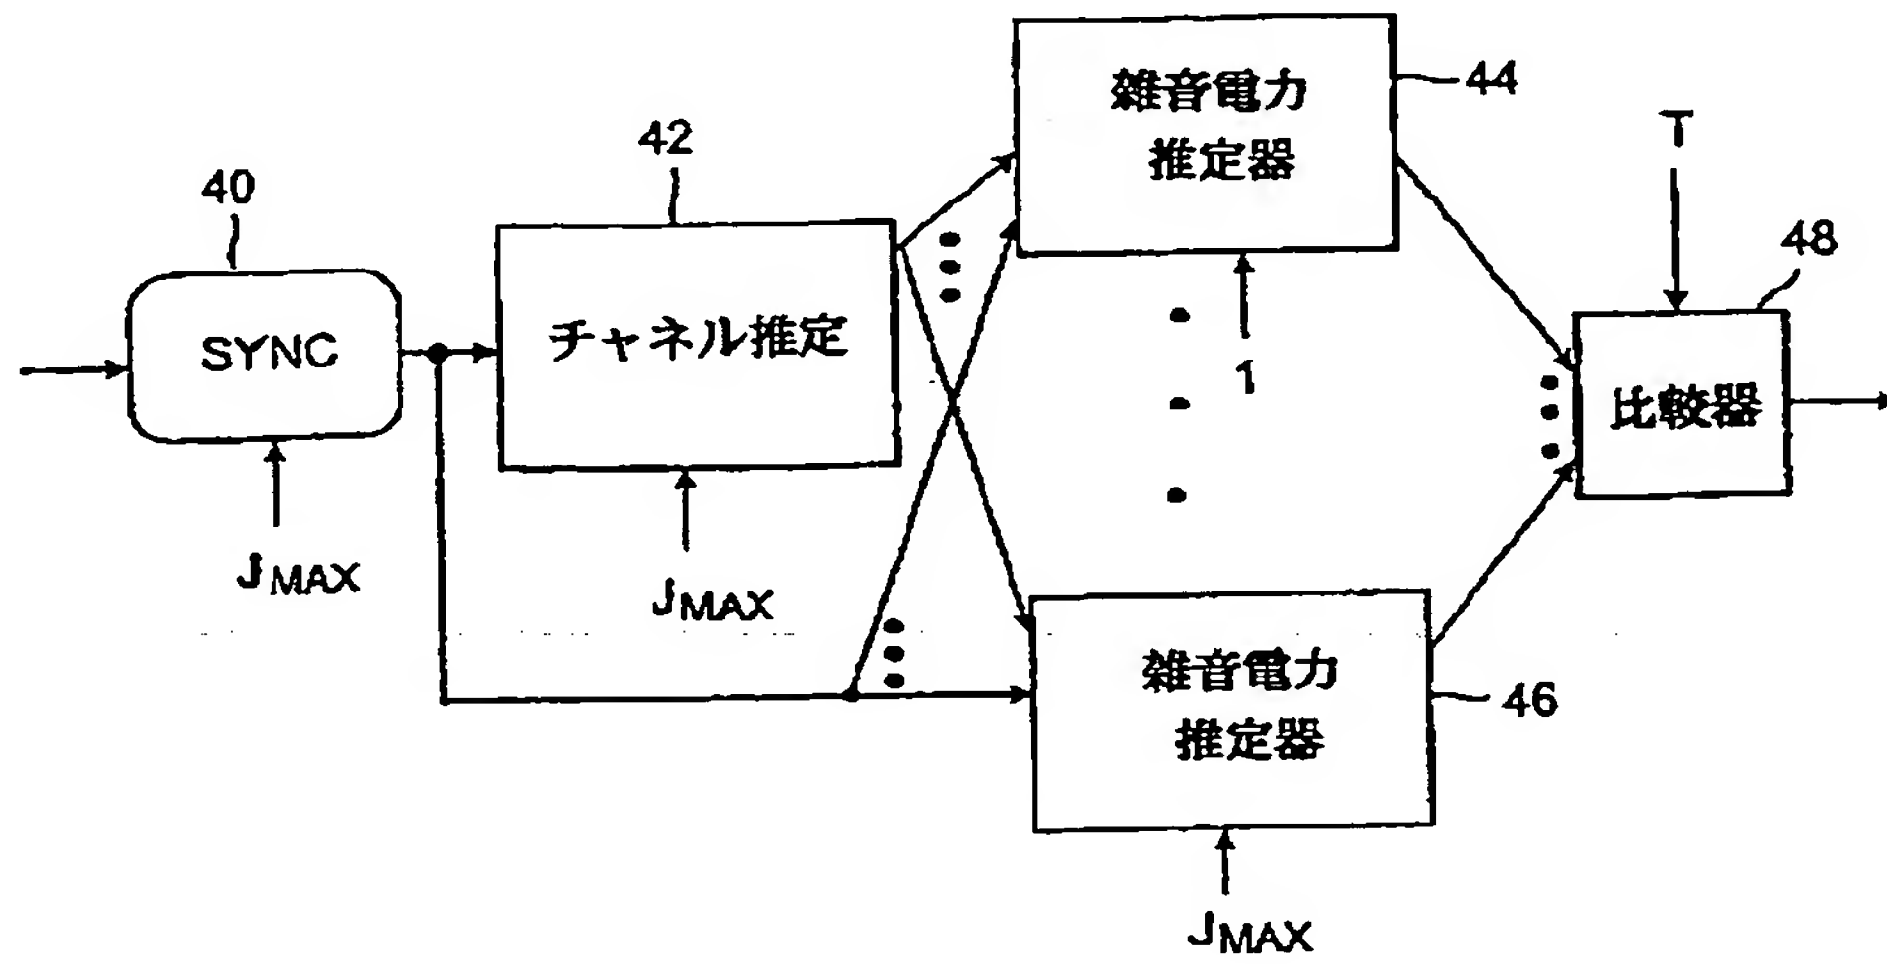 40
SYNC
JMAX
42
チャネル推定
JMAX
44
雑音電力
推定器
1
46
雑音電力
推定器
JMAX
T
48
比較器